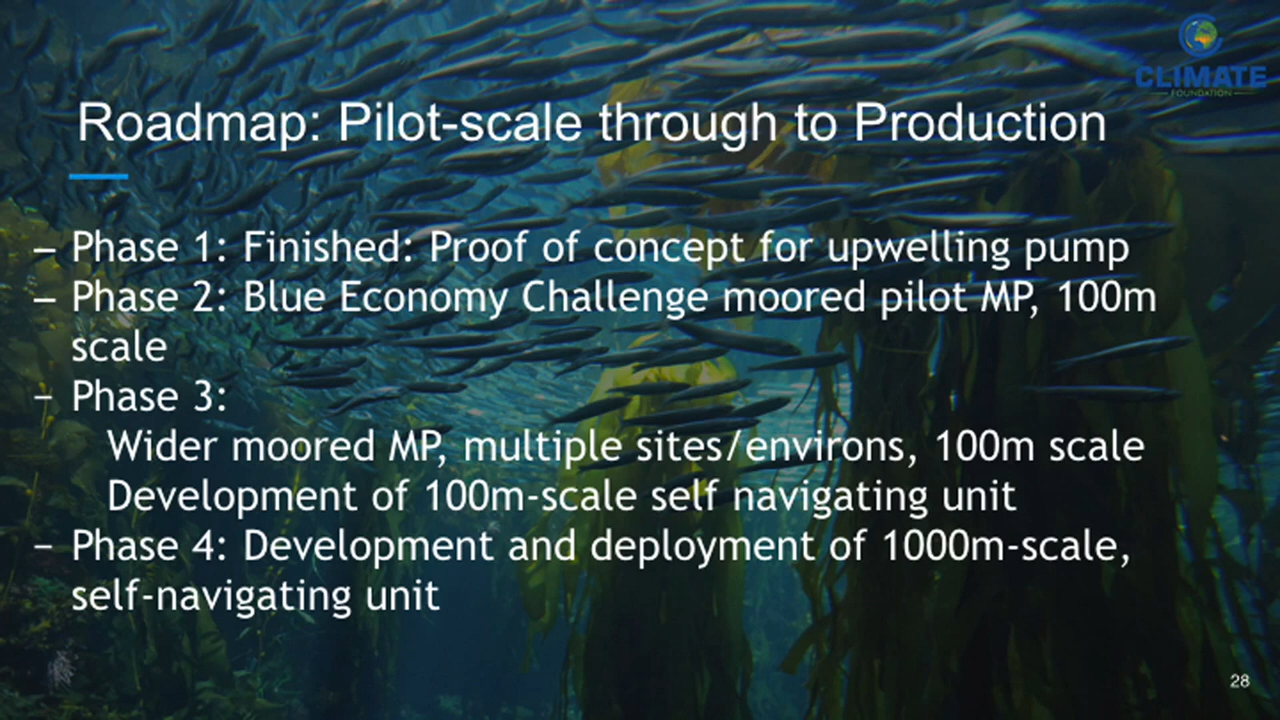 CLIMATE
FOUNDATION
Roadmap: Pilot-scale through to Production
– Phase 1: Finished: Proof of concept for upwelling pump
– Phase 2: Blue Economy Challenge moored pilot MP, 100m
scale
– Phase 3:
Wider moored MP, multiple sites/environs, 100m scale
Development of 100m-scale self navigating unit
– Phase 4: Development and deployment of 1000m-scale,
self-navigating unit
28